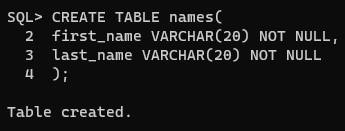 SQL> CREATE TABLE names(
  2  first_name VARCHAR(20) NOT NULL,
  3  last_name VARCHAR(20) NOT NULL
  4  );

Table created.